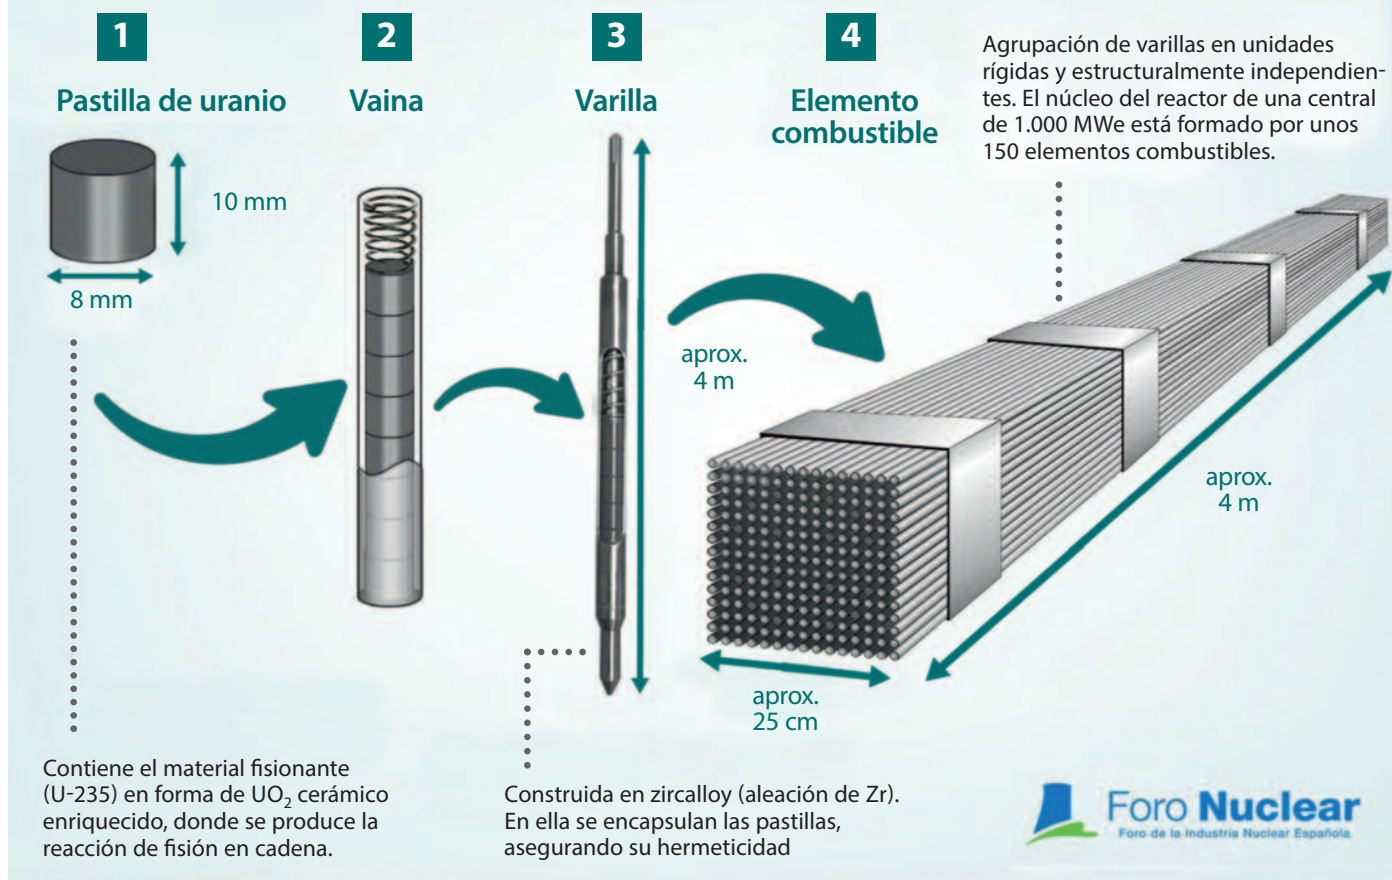 1
Pastilla de uranio
10 mm
8 mm
2
Vaina
3
Varilla
aprox.
4 m
4
Elemento
combustible
Agrupación de varillas en unidades
rígidas y estructuralmente independien-
tes. El núcleo del reactor de una central
de 1.000 MWe está formado por unos
150 elementos combustibles.
aprox.
4 m
aprox.
25 cm
Contiene el material fisionante
(U-235) en forma de UO₂ cerámico
enriquecido, donde se produce la
reacción de fisión en cadena.
Construida en zircalloy (aleación de Zr).
En ella se encapsulan las pastillas,
asegurando su hermeticidad
Foro Nuclear
Foro de la Industria Nuclear Española